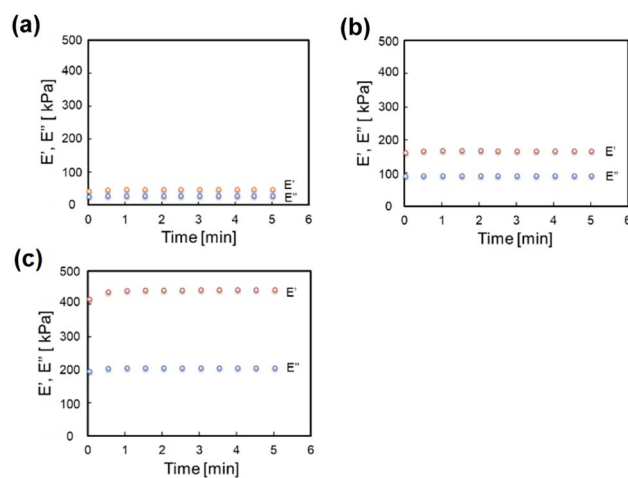 (a)
500
400
300
200
100
0
E', E" [ kPa]
E'
E"
0 1 2 3 4 5 6
Time [min]
(b)
500
400
300
200
100
0
E', E" [ kPa]
E'
E"
0 1 2 3 4 5 6
Time [min]
(c)
500
400
300
200
100
0
E', E" [ kPa]
E'
E"
0 1 2 3 4 5 6
Time [min]